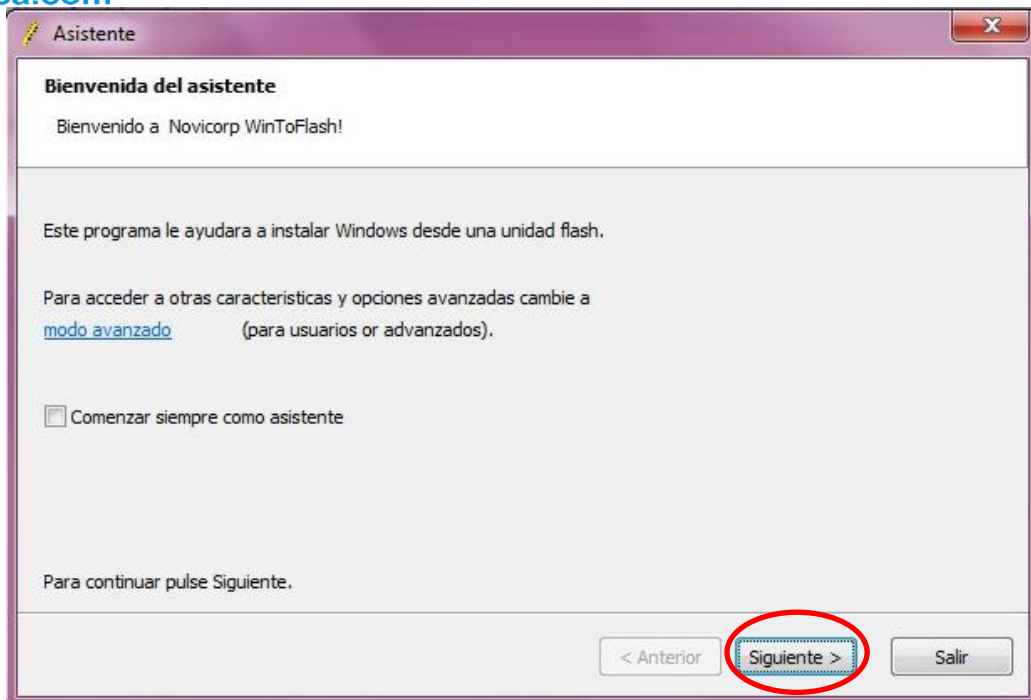 Asistente
Bienvenida del asistente
Bienvenido a Novicorp WinToFlash!
Este programa le ayudara a instalar Windows desde una unidad flash.
Para acceder a otras caracteristicas y opciones avanzadas cambie a
modo avanzado (para usuarios or advanzados).
Comenzar siempre como asistente
Para continuar pulse Siguiente.
< Anterior Siguiente > Salir